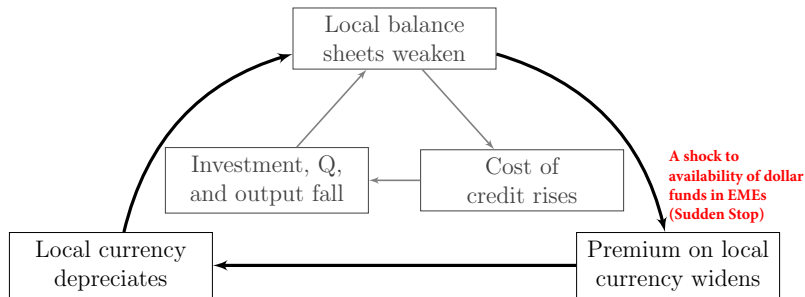 Local balance
sheets weaken
Investment, Q,
and output fall
Cost of
credit rises
A shock to
availability of dollar
funds in EMEs
(Sudden Stop)
Local currency
depreciates
Premium on local
currency widens